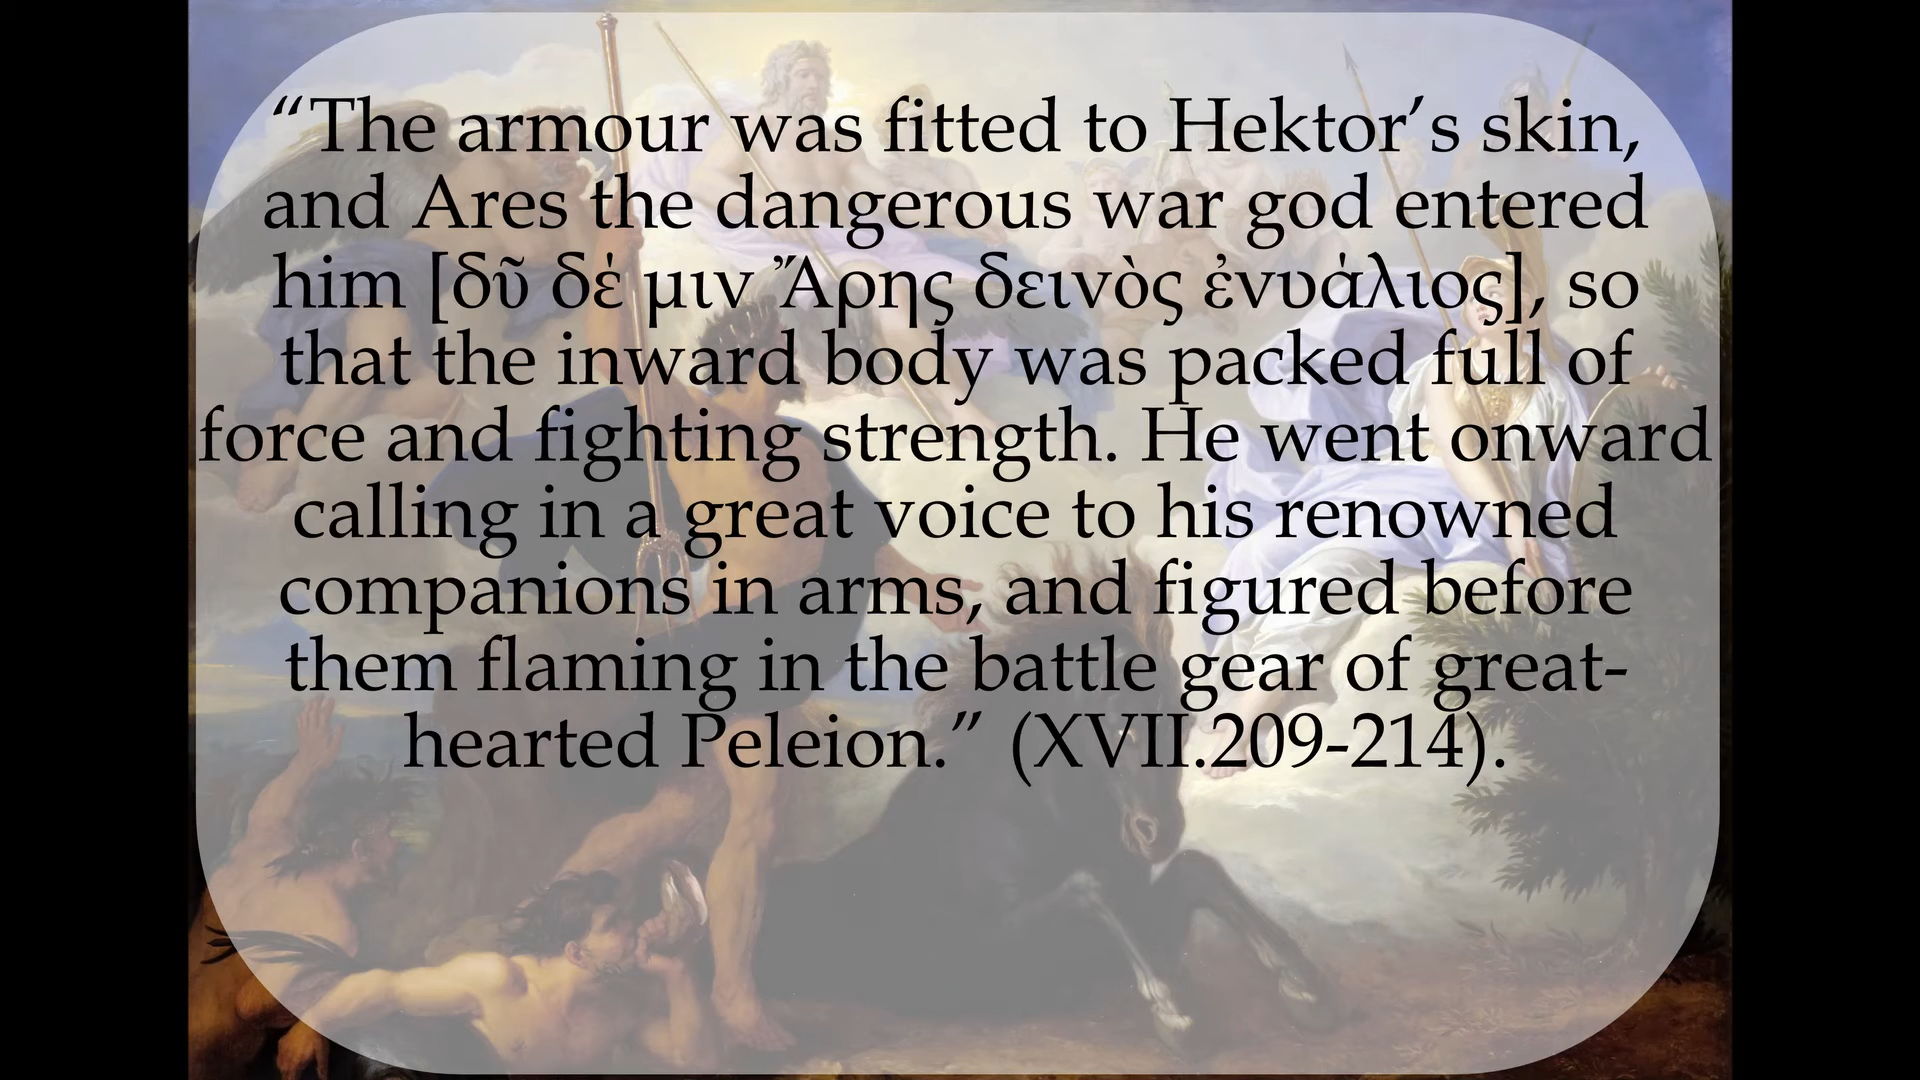 “The armour was fitted to Hektor’s skin,
and Ares the dangerous war god entered
him [δῦ δέ μιν Ἄρης δεινὸς ἐνυάλιος], so
that the inward body was packed full of
force and fighting strength. He went onward
calling in a great voice to his renowned
companions in arms, and figured before
them flaming in the battle gear of great-
hearted Peleion.” (XVII.209-214).